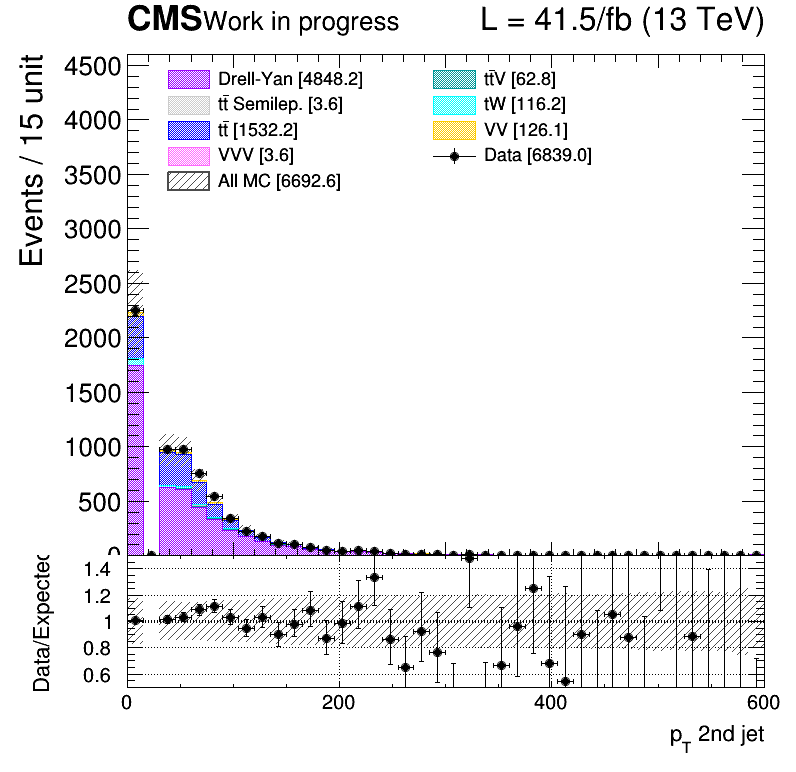 CMS Work in progress L = 41.5/fb (13 TeV)
Events / 15 unit
4500
4000
3500
3000
2500
2000
1500
1000
500
0
Drell-Yan [4848.2]
tt̄ Semilep. [3.6]
tt̄ [1532.2]
VVV [3.6]
All MC [6692.6]
tt̄V [62.8]
tW [116.2]
VV [126.1]
Data [6839.0]
Data/Expected
1.4
1.2
1
0.8
0.6
0 200 400 600
p_T 2nd jet